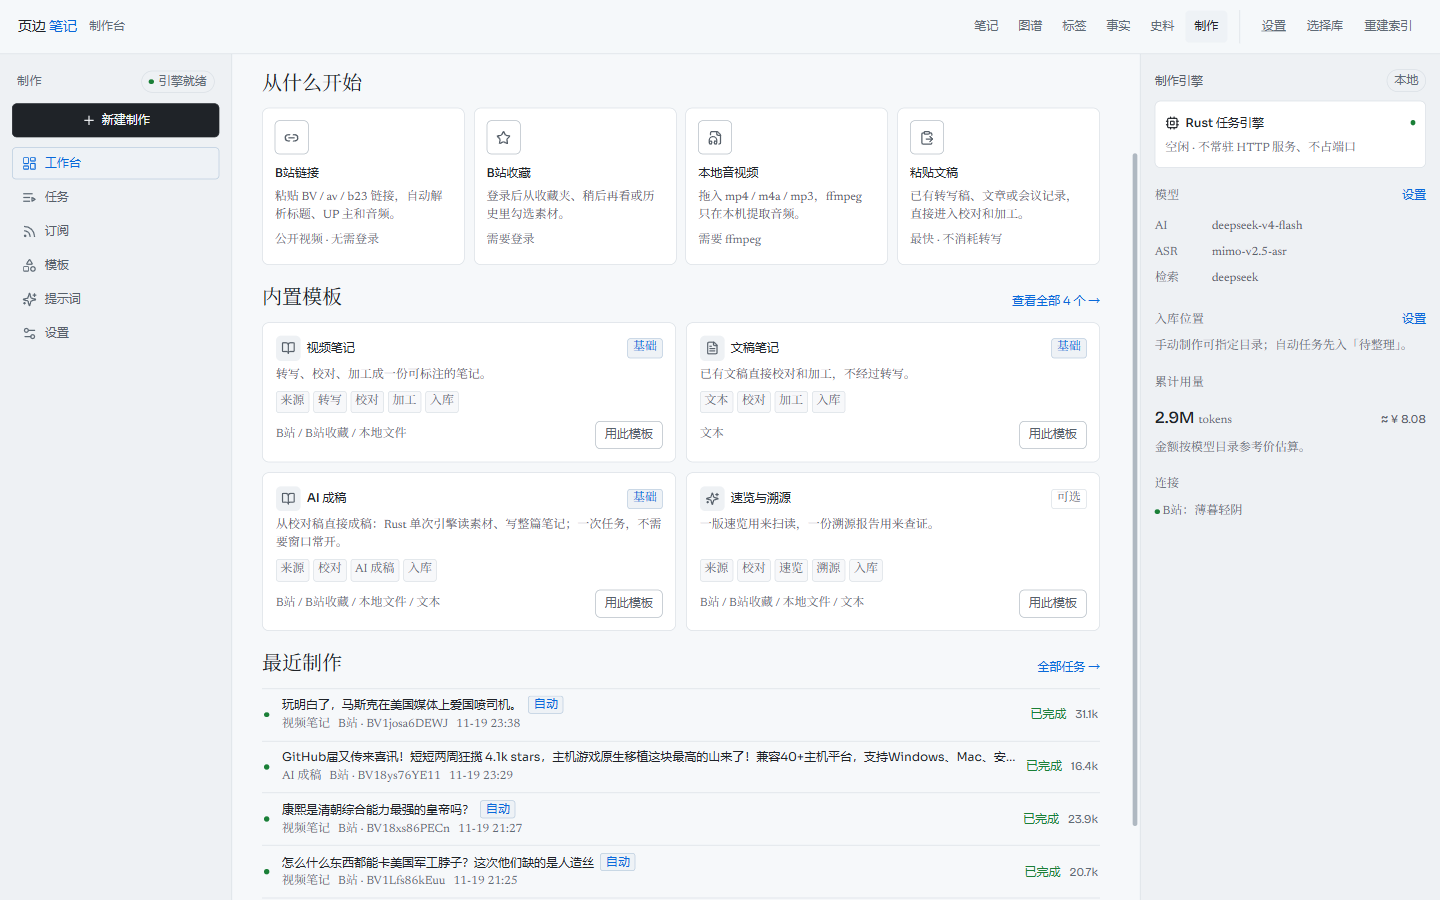 页边 笔记 制作台
笔记 图谱 标签 事实 史料 制作 设置 选择库 重建索引
制作 引擎就绪
+ 新建制作
工作台
任务
订阅
模板
提示词
设置
从什么开始
B站链接
粘贴 BV / av / b23 链接，自动解
析标题、UP 主和音频。
公开视频 · 无需登录
B站收藏
登录后从收藏夹、稍后再看或历
史里勾选素材。
需要登录
本地音视频
拖入 mp4 / m4a / mp3，ffmpeg
只在本机提取音频。
需要 ffmpeg
粘贴文稿
已有转写稿、文章或会议记录，
直接进入校对和加工。
最快 · 不消耗转写
内置模板 查看全部 4 个 →
视频笔记 基础
转写、校对、加工成一份可标注的笔记。
来源 转写 校对 加工 入库
B站 / B站收藏 / 本地文件 用此模板
文稿笔记 基础
已有文稿直接校对和加工，不经过转写。
文本 校对 加工 入库
文本 用此模板
AI 成稿 基础
从校对稿直接成稿：Rust 单次引擎读素材、写整篇笔记；一次任务，不需
要窗口常开。
来源 校对 AI 成稿 入库
B站 / B站收藏 / 本地文件 / 文本 用此模板
速览与溯源 可选
一版速览用来扫读，一份溯源报告用来查证。
来源 校对 速览 溯源 入库
B站 / B站收藏 / 本地文件 / 文本 用此模板
最近制作 全部任务 →
玩明白了，马斯克在美国媒体上爱国喷司机。 自动
视频笔记 B站 · BV1josa6DEWJ 11-19 23:38
已完成 31.1k
GitHub届又传来喜讯！短短两周狂揽 4.1k stars，主机游戏原生移植这块最高的山来了！兼容40+主机平台，支持Windows、Mac、安...
AI 成稿 B站 · BV18ys76YE11 11-19 23:29
已完成 16.4k
康熙是清朝综合能力最强的皇帝吗？ 自动
视频笔记 B站 · BV18xs86PECn 11-19 21:27
已完成 23.9k
怎么什么东西都能卡美国军工脖子？这次他们缺的是人造丝 自动
视频笔记 B站 · BV1Lfs86kEuu 11-19 21:25
已完成 20.7k
制作引擎 本地
Rust 任务引擎
空闲 · 不常驻 HTTP 服务、不占端口
模型 设置
AI deepseek-v4-flash
ASR mimo-v2.5-asr
检索 deepseek
入库位置 设置
手动制作可指定目录；自动任务先入「待整理」。
累计用量
2.9M tokens ≈ ¥ 8.08
金额按模型目录参考价估算。
连接
B站：薄暮轻阴